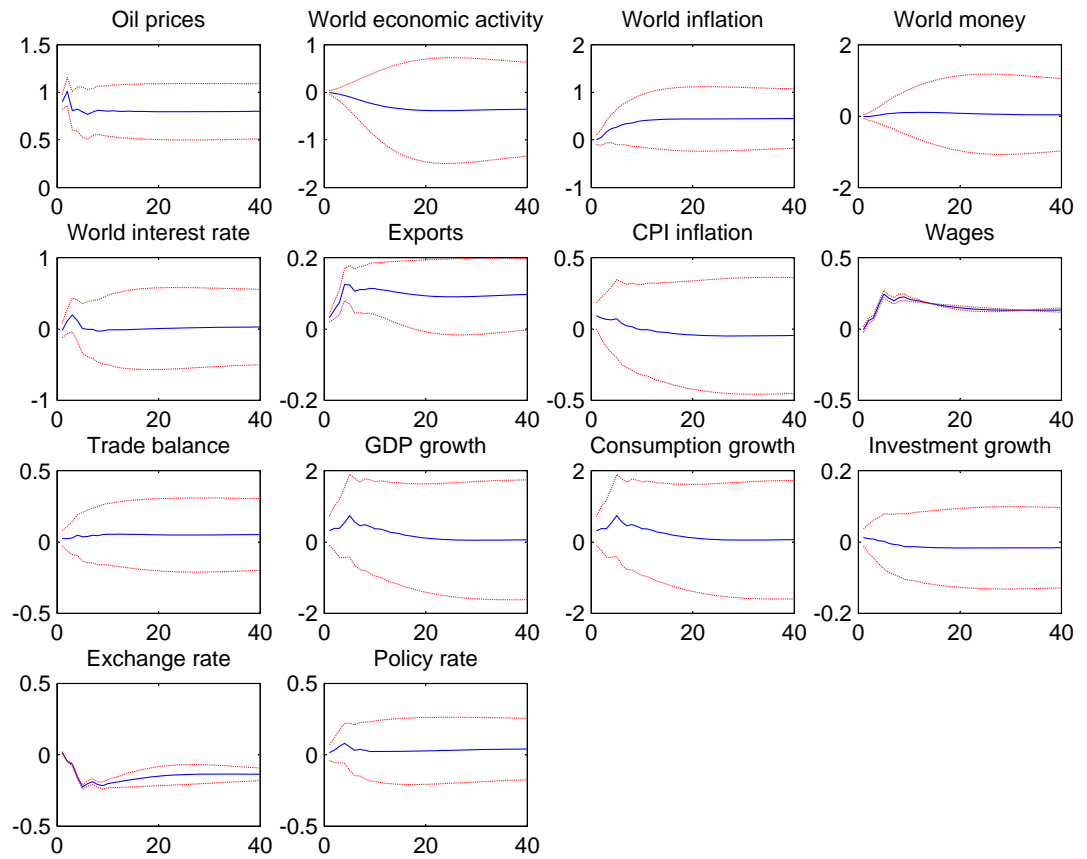 Oil prices
1.5
1
0.5
0
0 20 40
World economic activity
1
0
-1
-2
0 20 40
World inflation
2
1
0
-1
0 20 40
World money
2
0
-2
0 20 40
World interest rate
1
0
-1
0 20 40
Exports
0.2
0
0.2
0 20 40
CPI inflation
0.5
0
-0.5
0 20 40
Wages
0.5
0
-0.5
0 20 40
Trade balance
0.5
0
-0.5
0 20 40
GDP growth
2
0
-2
0 20 40
Consumption growth
2
0
-2
0 20 40
Investment growth
0.2
0
0.2
0 20 40
Exchange rate
0.5
0
-0.5
0 20 40
Policy rate
0.5
0
-0.5
0 20 40